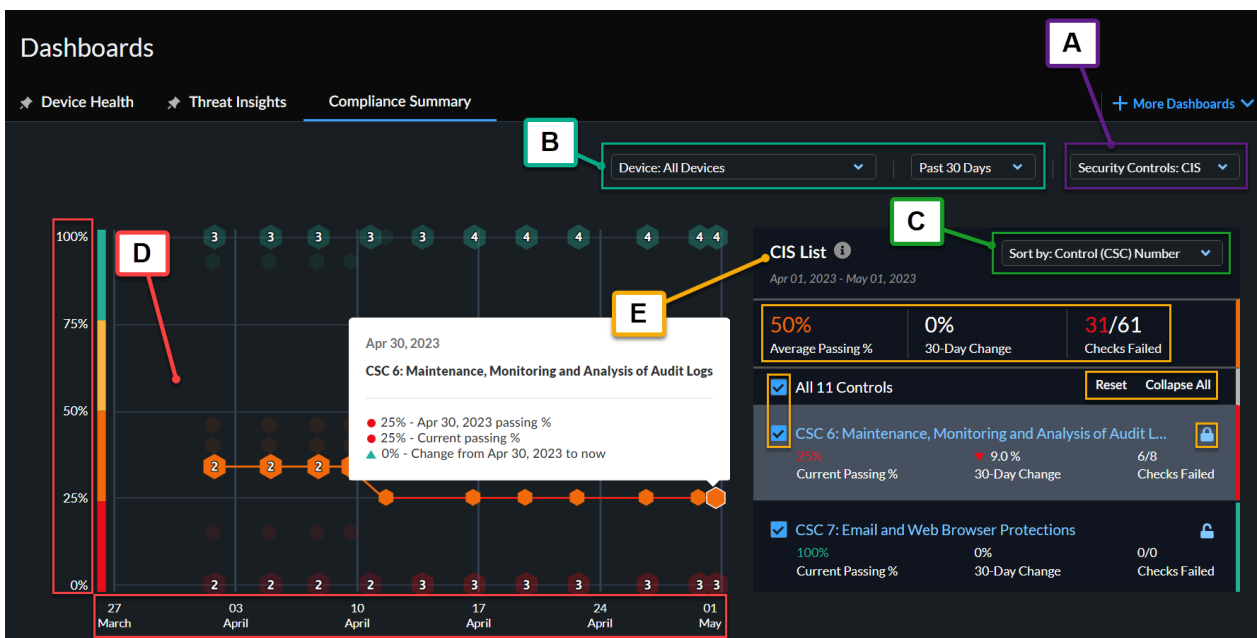 Dashboards
A
Device Health
Threat Insights
Compliance Summary
+ More Dashboards
B
Device: All Devices
Past 30 Days
Security Controls: CIS
C
100%
75%
50%
25%
0%
D
3 3 3 3 3 4 4 4 4 4 4
2 2 2
2 2 2 2 3 3 3 3 3 3
27 03 10 17 24 01
March April April April April May
Apr 30, 2023
CSC 6: Maintenance, Monitoring and Analysis of Audit Logs
25% - Apr 30, 2023 passing %
25% - Current passing %
0% - Change from Apr 30, 2023 to now
E
CIS List
Sort by: Control (CSC) Number
Apr 01, 2023 - May 01, 2023
50% 0% 31/61
Average Passing % 30-Day Change Checks Failed
All 11 Controls Reset Collapse All
CSC 6: Maintenance, Monitoring and Analysis of Audit L...
25% 9.0 % 6/8
Current Passing % 30-Day Change Checks Failed
CSC 7: Email and Web Browser Protections
100% 0% 0/0
Current Passing % 30-Day Change Checks Failed